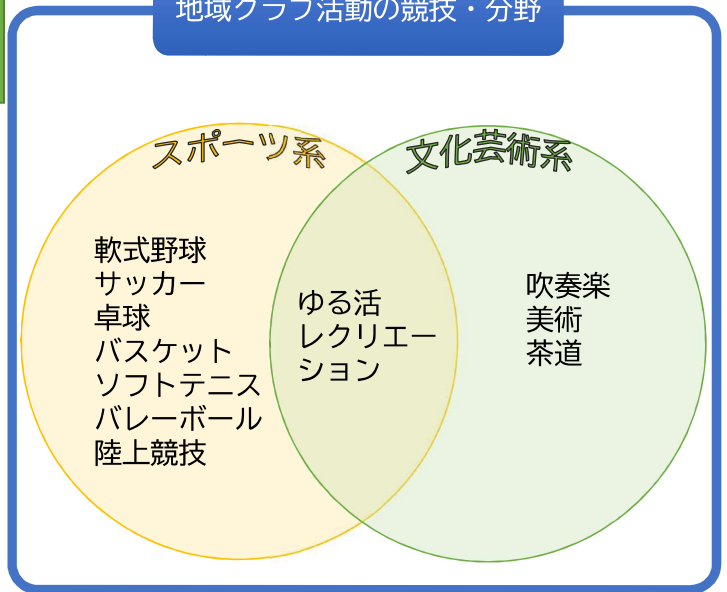 地域クラブ活動の競技・分野
スポーツ系
文化芸術系
軟式野球
サッカー
卓球
バスケット
ソフトテニス
バレーボール
陸上競技
ゆる活
レクリエー
ション
吹奏楽
美術
茶道